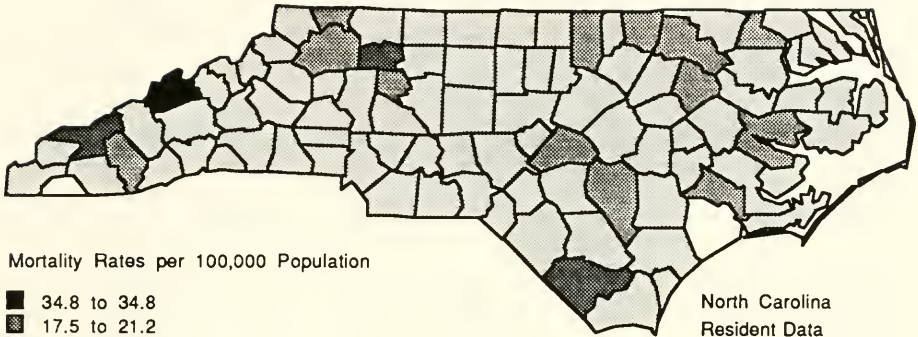 Mortality Rates per 100,000 Population
34.8 to 34.8
17.5 to 21.2
North Carolina
Resident Data